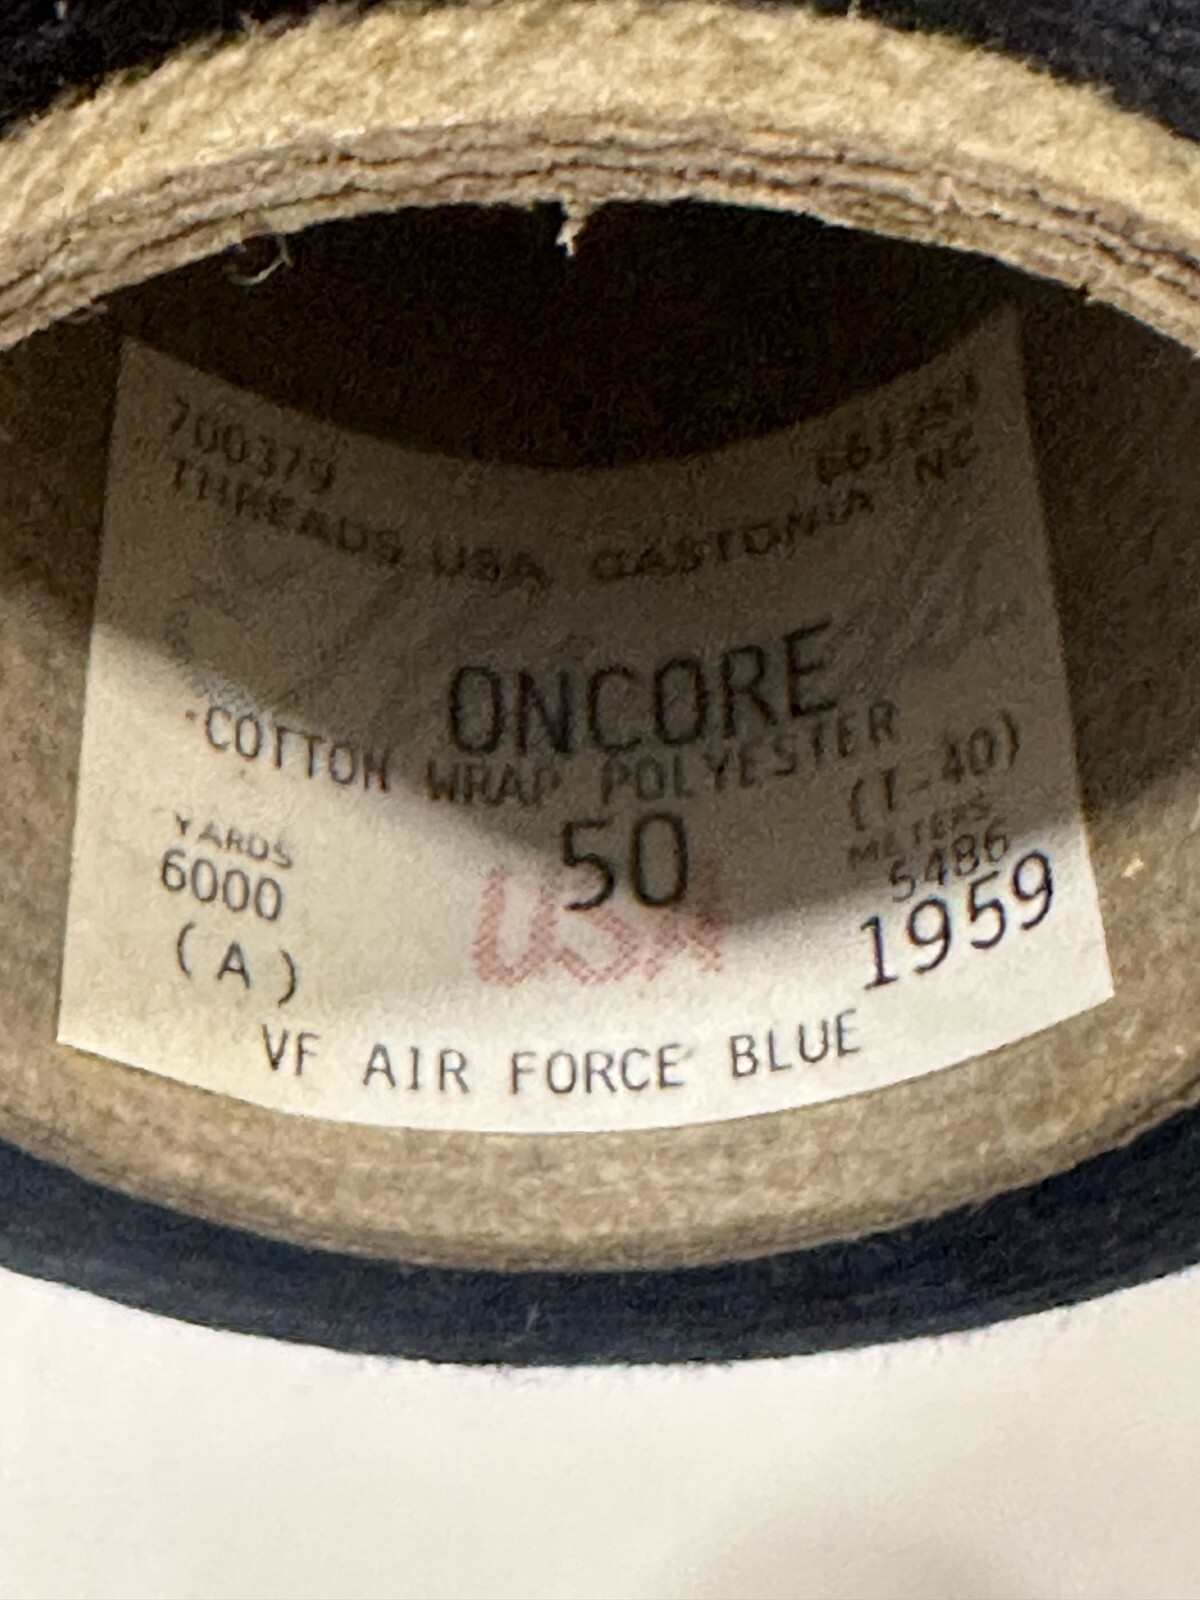 700379
THREADS USA GASTONIA NC
ONCORE
COTTON WRAP POLYESTER
50 (T-40)
YARDS METERS
6000 5486
USA
(A) 1959
VF AIR FORCE BLUE